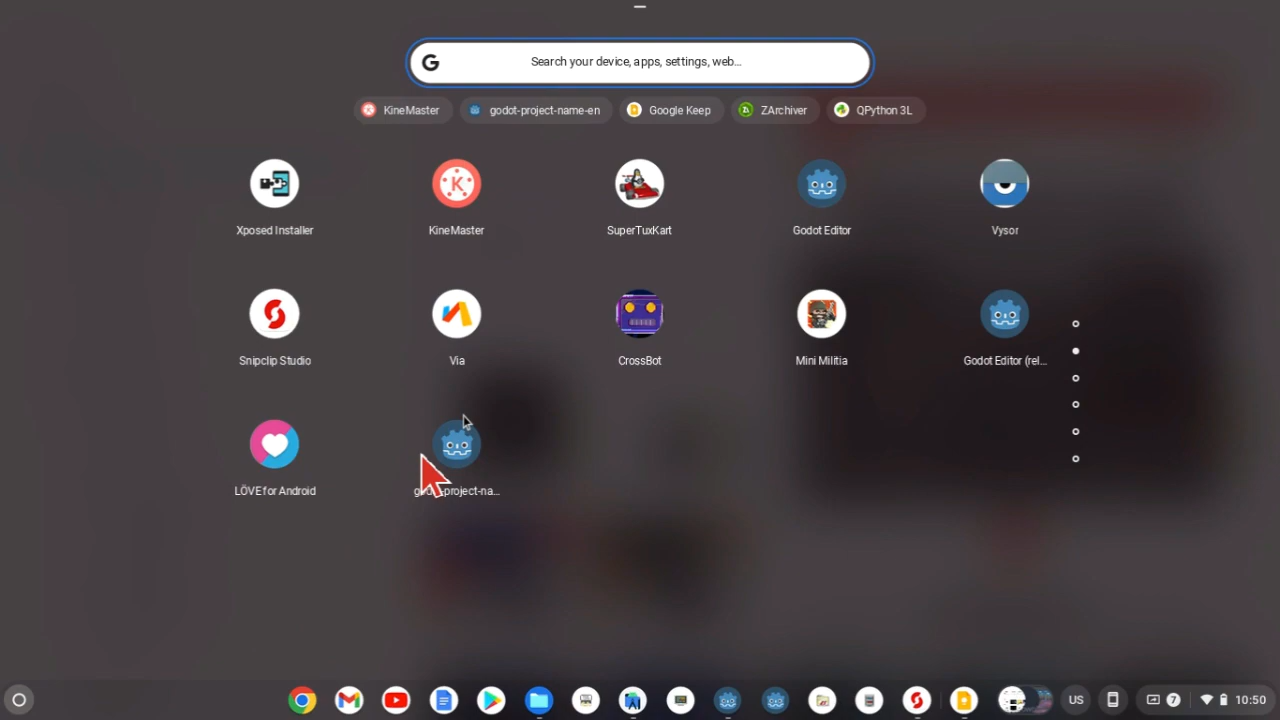 Search your device, apps, settings, web...
KineMaster godot-project-name-en Google Keep ZArchiver QPython 3L
Xposed Installer KineMaster SuperTuxKart Godot Editor Vysor
Snipclip Studio Via CrossBot Mini Militia Godot Editor (rel...
LÖVE for Android
US 7 10:50